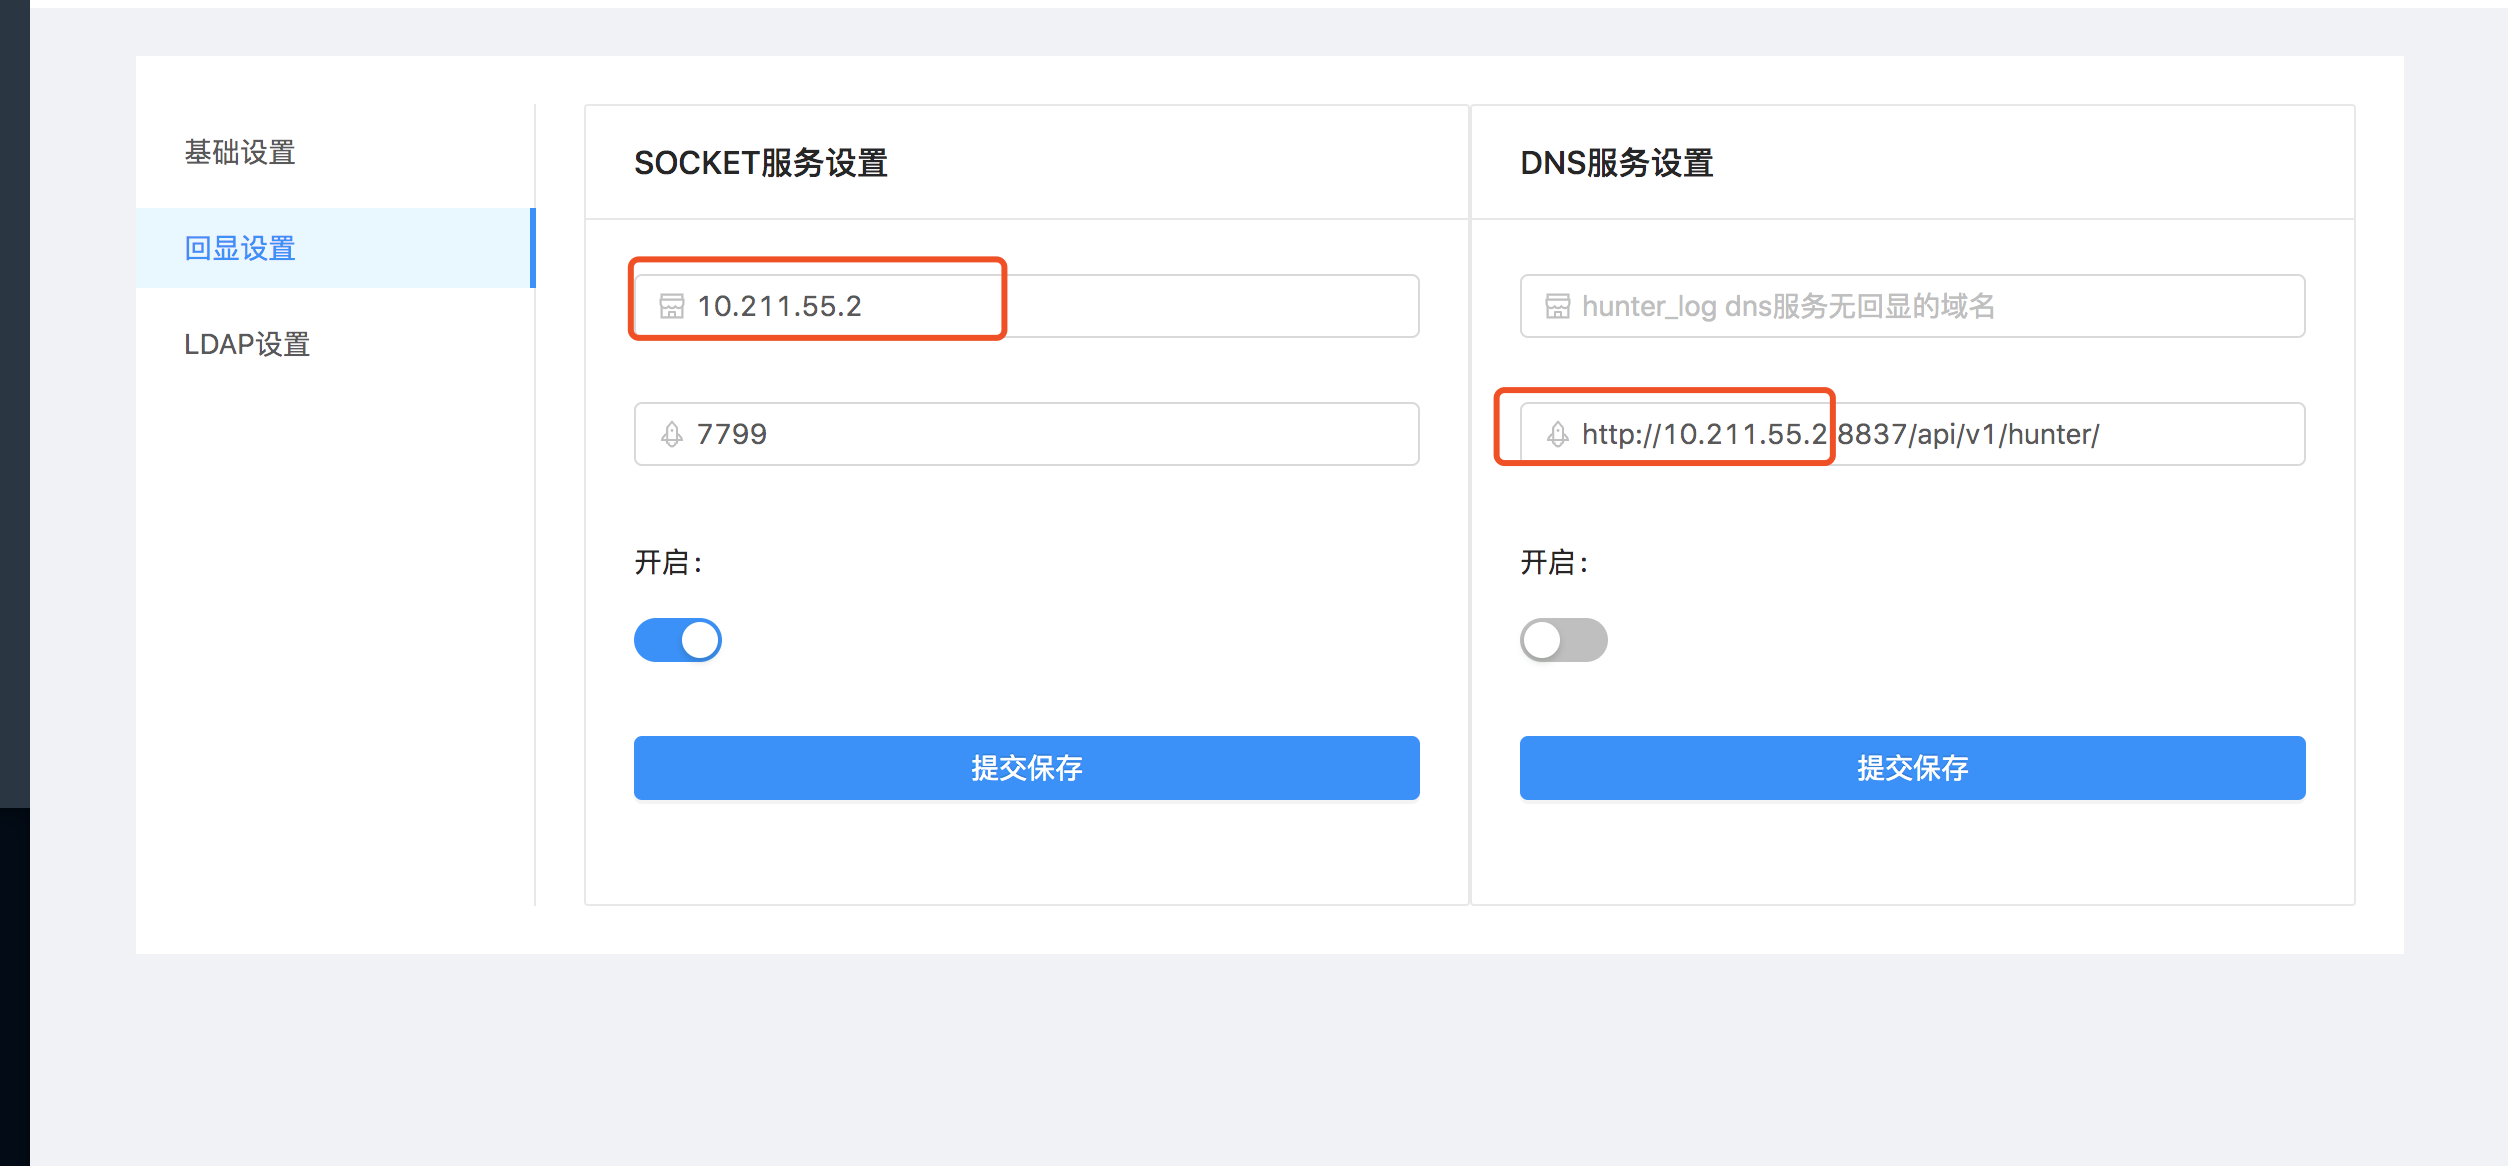 基础设置
回显设置
LDAP设置
SOCKET服务设置
10.211.55.2
7799
开启:
提交保存
DNS服务设置
hunter_log dns服务无回显的域名
http://10.211.55.2:8837/api/v1/hunter/
开启:
提交保存